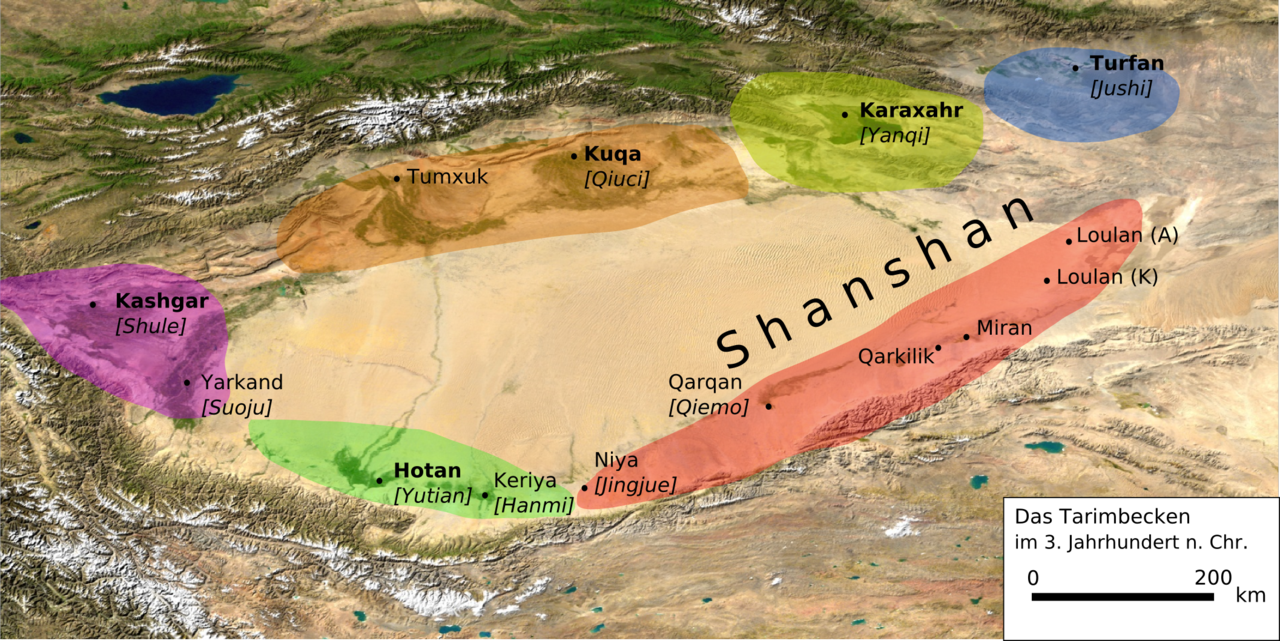 Turfan
[Jushi]
Karaxahr
[Yanqi]
Kuqa
[Qiuci]
Tumxuk
Shanshan
Loulan (A)
Loulan (K)
Kashgar
[Shule]
Miran
Qarkilik
Yarkand
[Suoju]
Qarqan
[Qiemo]
Hotan
[Yutian]
Keriya
[Hanmi]
Niya
[Jingjue]
Das Tarimbecken
im 3. Jahrhundert n. Chr.
0 200
km